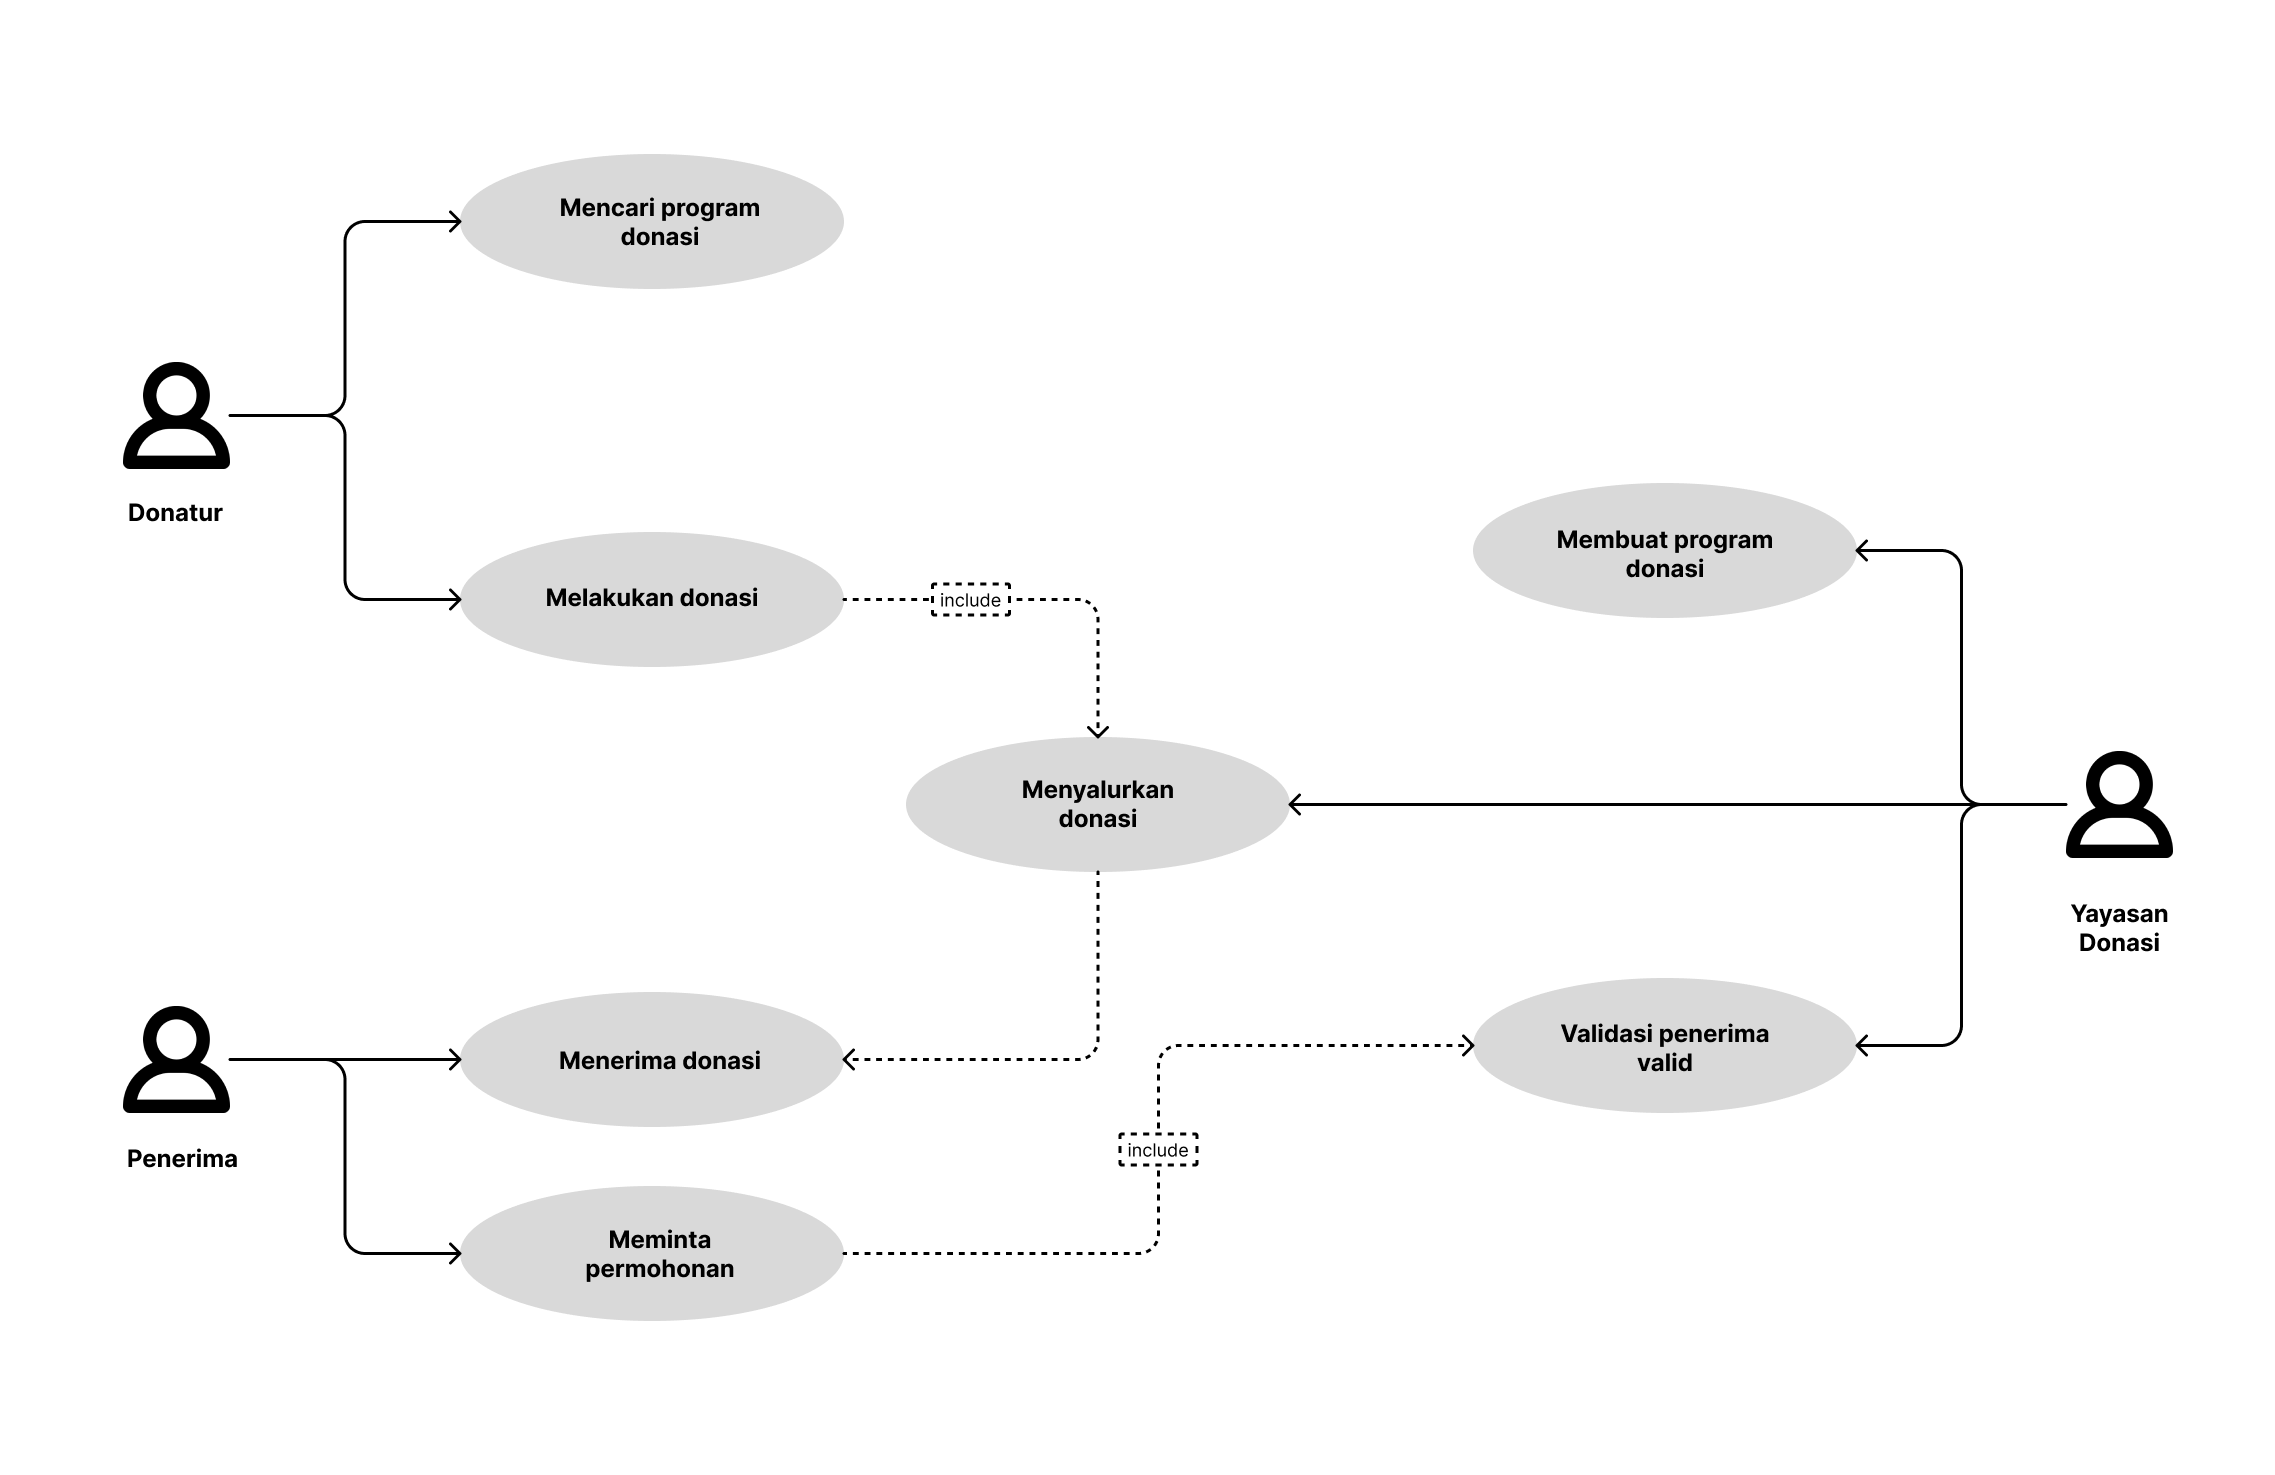 Mencari program
donasi
Donatur
Melakukan donasi
include
Membuat program
donasi
Menyalurkan
donasi
Yayasan
Donasi
Menerima donasi
Validasi penerima
valid
Penerima
include
Meminta
permohonan